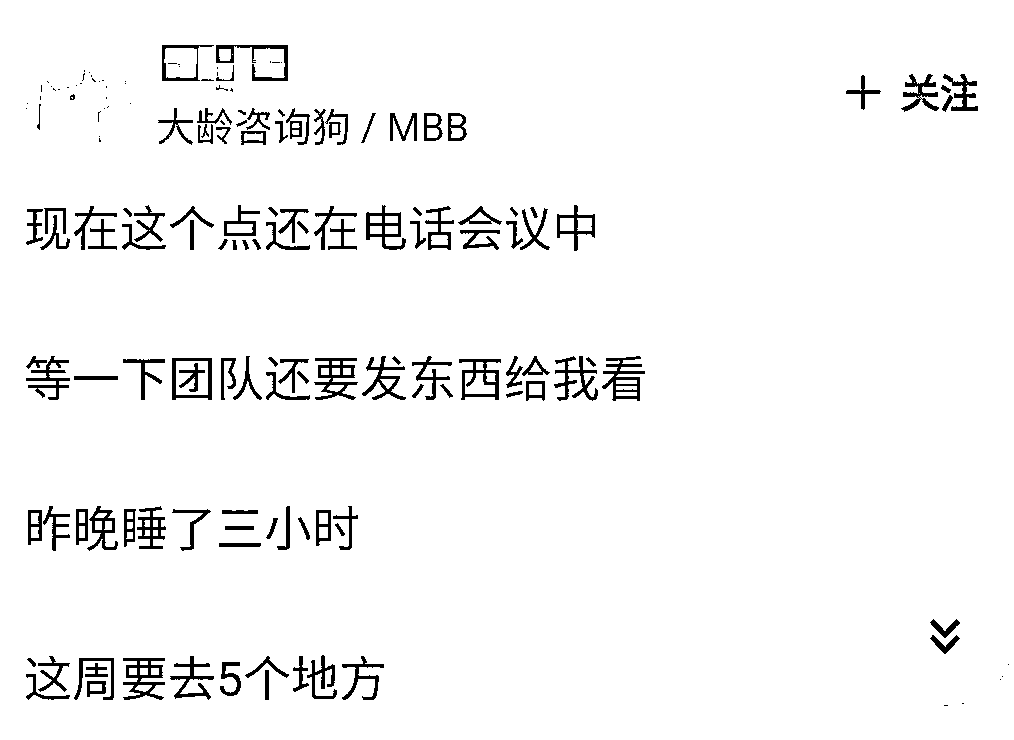 大龄咨询狗 / MBB
+ 关注
现在这个点还在电话会议中
等一下团队还要发东西给我看
昨晚睡了三小时
这周要去5个地方